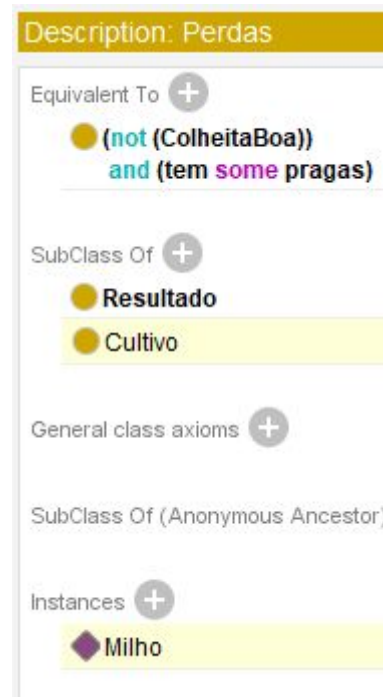 Description: Perdas
Equivalent To
(not (ColheitaBoa))
and (tem some pragas)
SubClass Of
Resultado
Cultivo
General class axioms
SubClass Of (Anonymous Ancestor)
Instances
Milho